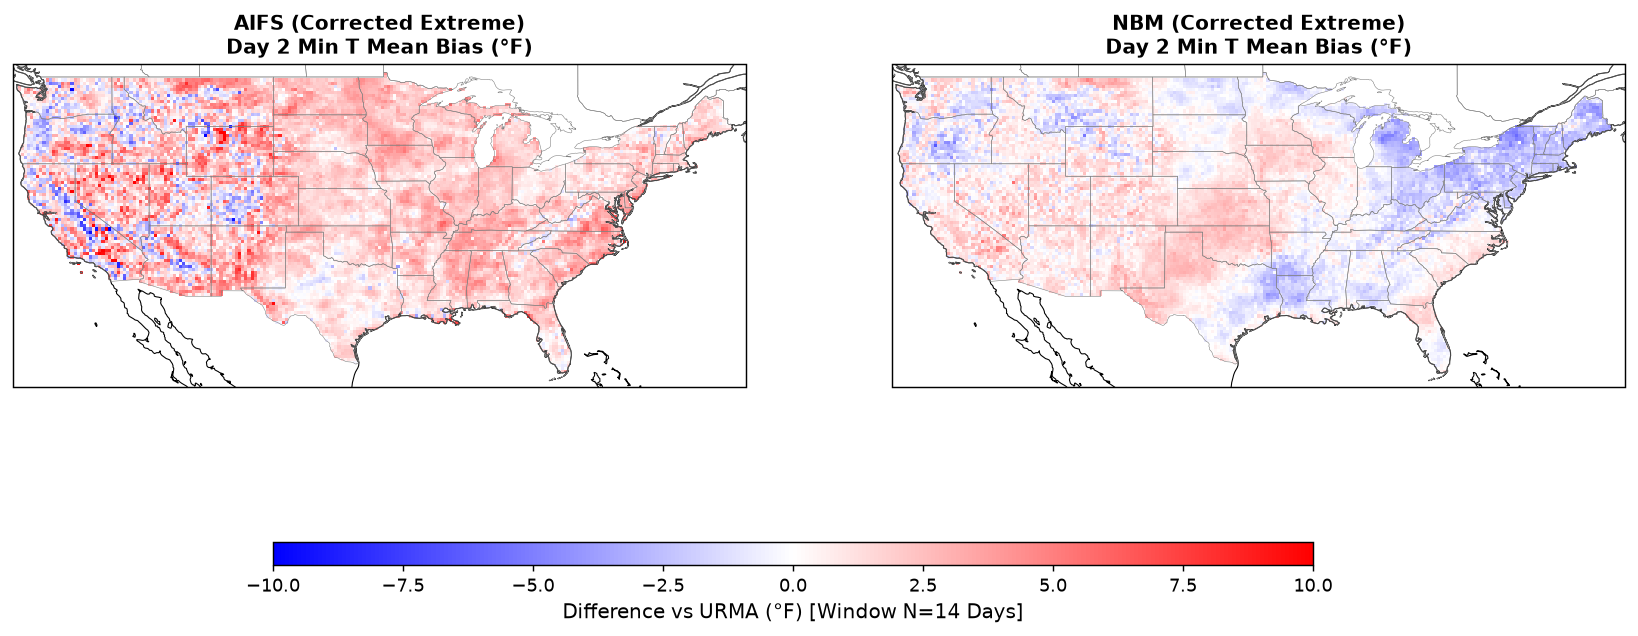 AIFS (Corrected Extreme)
Day 2 Min T Mean Bias (°F)
NBM (Corrected Extreme)
Day 2 Min T Mean Bias (°F)
−10.0 −7.5 −5.0 −2.5 0.0 2.5 5.0 7.5 10.0
Difference vs URMA (°F) [Window N=14 Days]